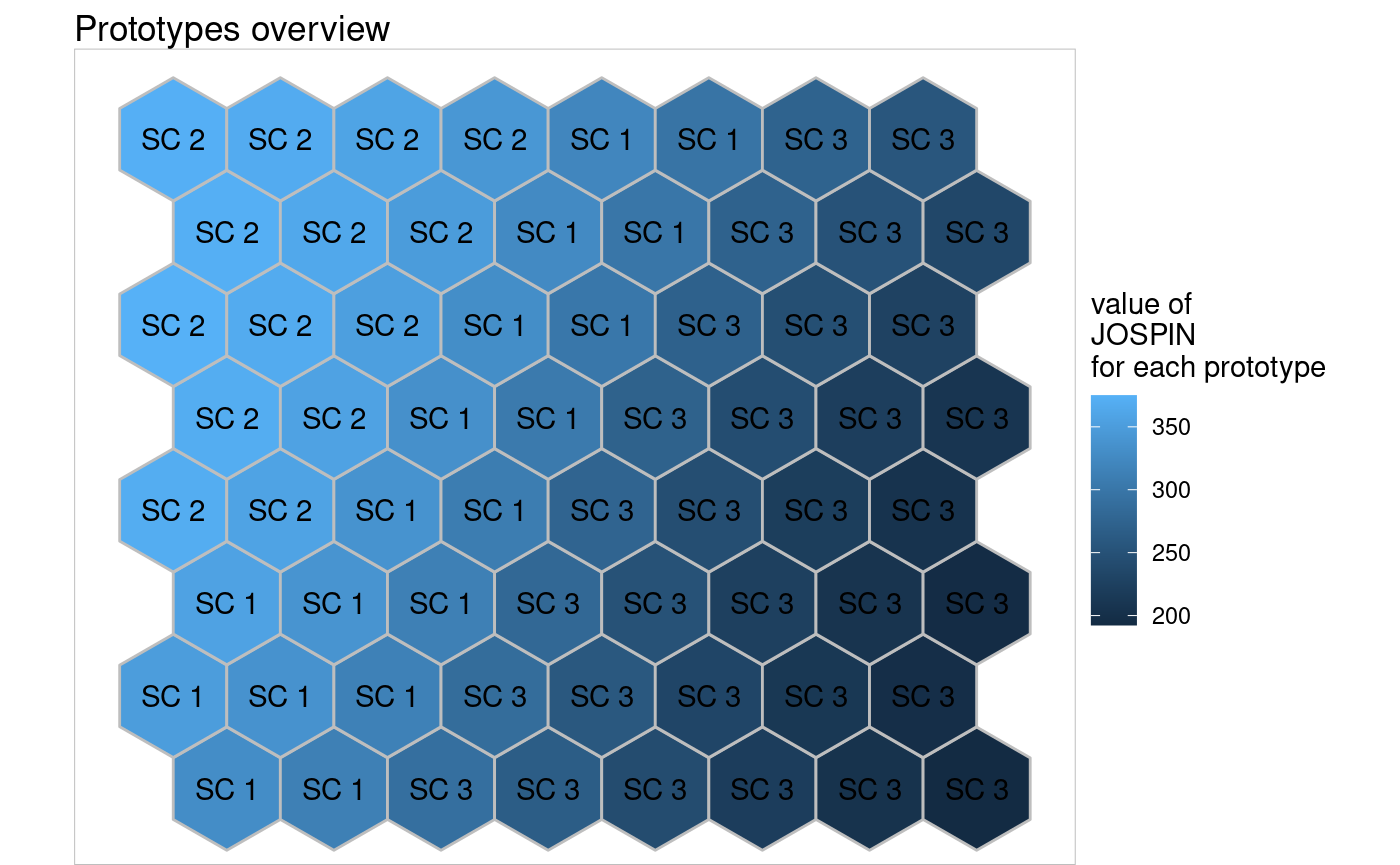 Prototypes overview
SC 2 SC 2 SC 2 SC 2 SC 1 SC 1 SC 3 SC 3
SC 2 SC 2 SC 2 SC 1 SC 1 SC 3 SC 3 SC 3
SC 2 SC 2 SC 2 SC 1 SC 1 SC 3 SC 3 SC 3
SC 2 SC 2 SC 1 SC 1 SC 3 SC 3 SC 3 SC 3
SC 2 SC 2 SC 1 SC 1 SC 3 SC 3 SC 3 SC 3
SC 1 SC 1 SC 1 SC 3 SC 3 SC 3 SC 3 SC 3
SC 1 SC 1 SC 1 SC 3 SC 3 SC 3 SC 3 SC 3
SC 1 SC 1 SC 3 SC 3 SC 3 SC 3 SC 3 SC 3
value of
JOSPIN
for each prototype
350
300
250
200